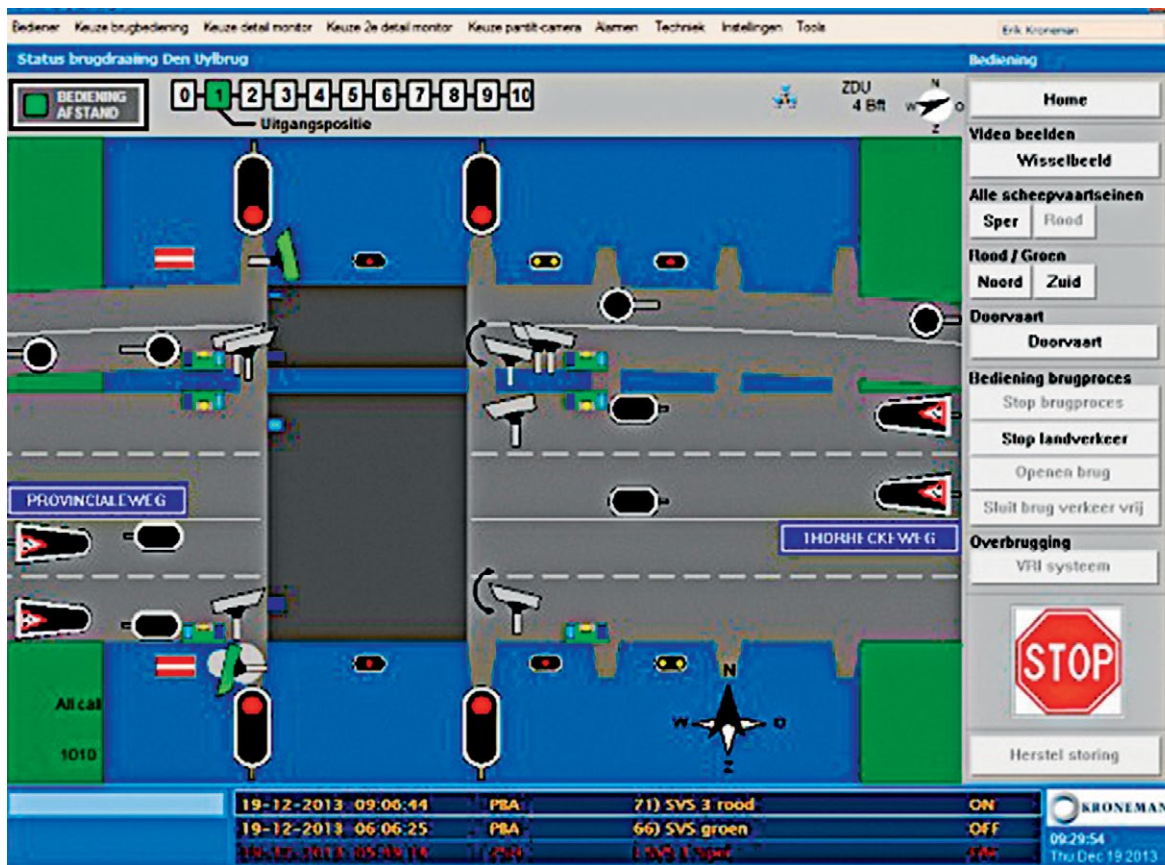 Bediener Keuze brugbediening Keuze detail monitor Keuze 2e detail monitor Keuze partit-camera Alarmen Techniek Instellingen Tools
Erik Kroneman
Status brugdraaiing Den Uylbrug
Bediening
BEDIENING
AFSTAND
0 1 2 3 4 5 6 7 8 9 10
Uitgangspositie
ZDU
4 Bft
N
W O
Z
Home
Video beelden
Wisselbeeld
Alle scheepvaartseinen
Sper Rood
Rood / Groen
Noord Zuid
Doorvaart
Doorvaart
Bediening brugproces
Stop brugproces
Stop landverkeer
Openen brug
Sluit brug verkeer vrij
Overbrugging
VRI systeem
STOP
Herstel storing
PROVINCIALEWEG
THORBECKEWEG
N
W O
Z
All call
1010
19-12-2013 09:06:44 PBA 71) SVS 3 rood ON
19-12-2013 06:06:25 PBA 66) SVS groen OFF
KRONEMAN
09:29:54
Thu Dec 19 2013